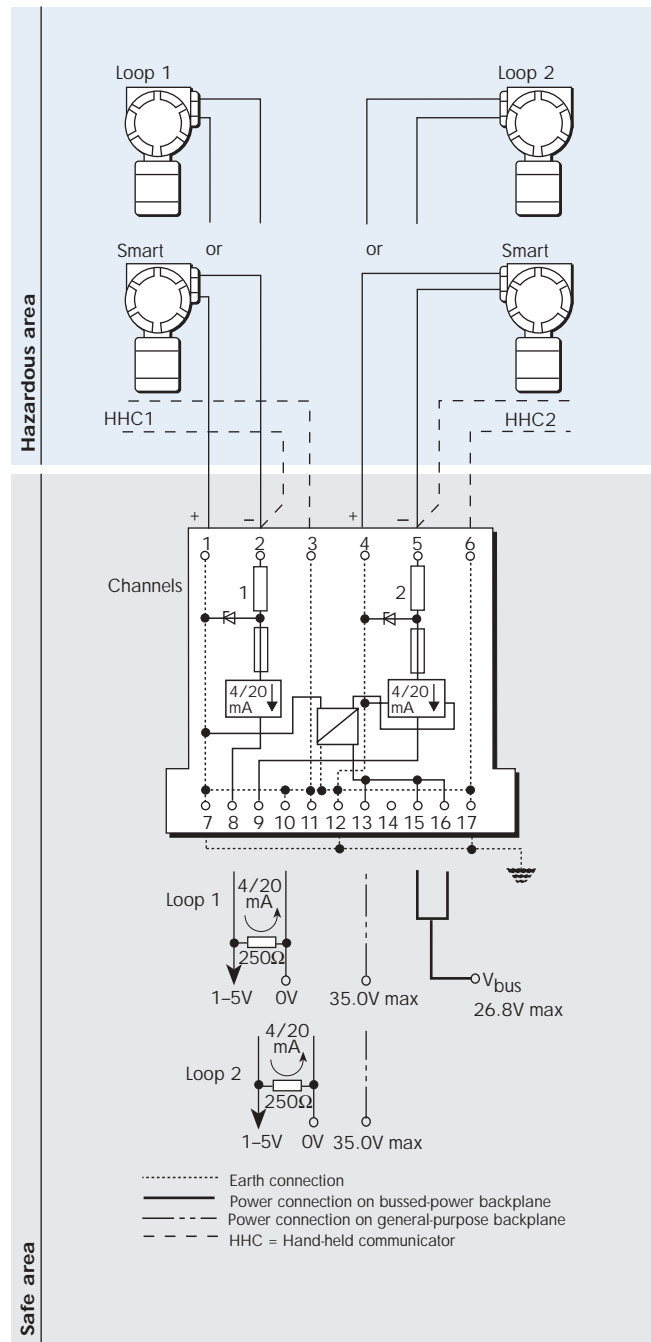 Hazardous area
Loop 1
Loop 2
Smart
or
or
Smart
HHC1
HHC2
+
–
+
–
1 2 3 4 5 6
Channels
1
2
4/20
mA
4/20
mA
7 8 9 10 11 12 13 14 15 16 17
Safe area
Loop 1
4/20
mA
250Ω
1–5V
0V
35.0V max
Vbus
26.8V max
Loop 2
4/20
mA
250Ω
1–5V
0V
35.0V max
Earth connection
Power connection on bussed-power backplane
Power connection on general-purpose backplane
HHC = Hand-held communicator